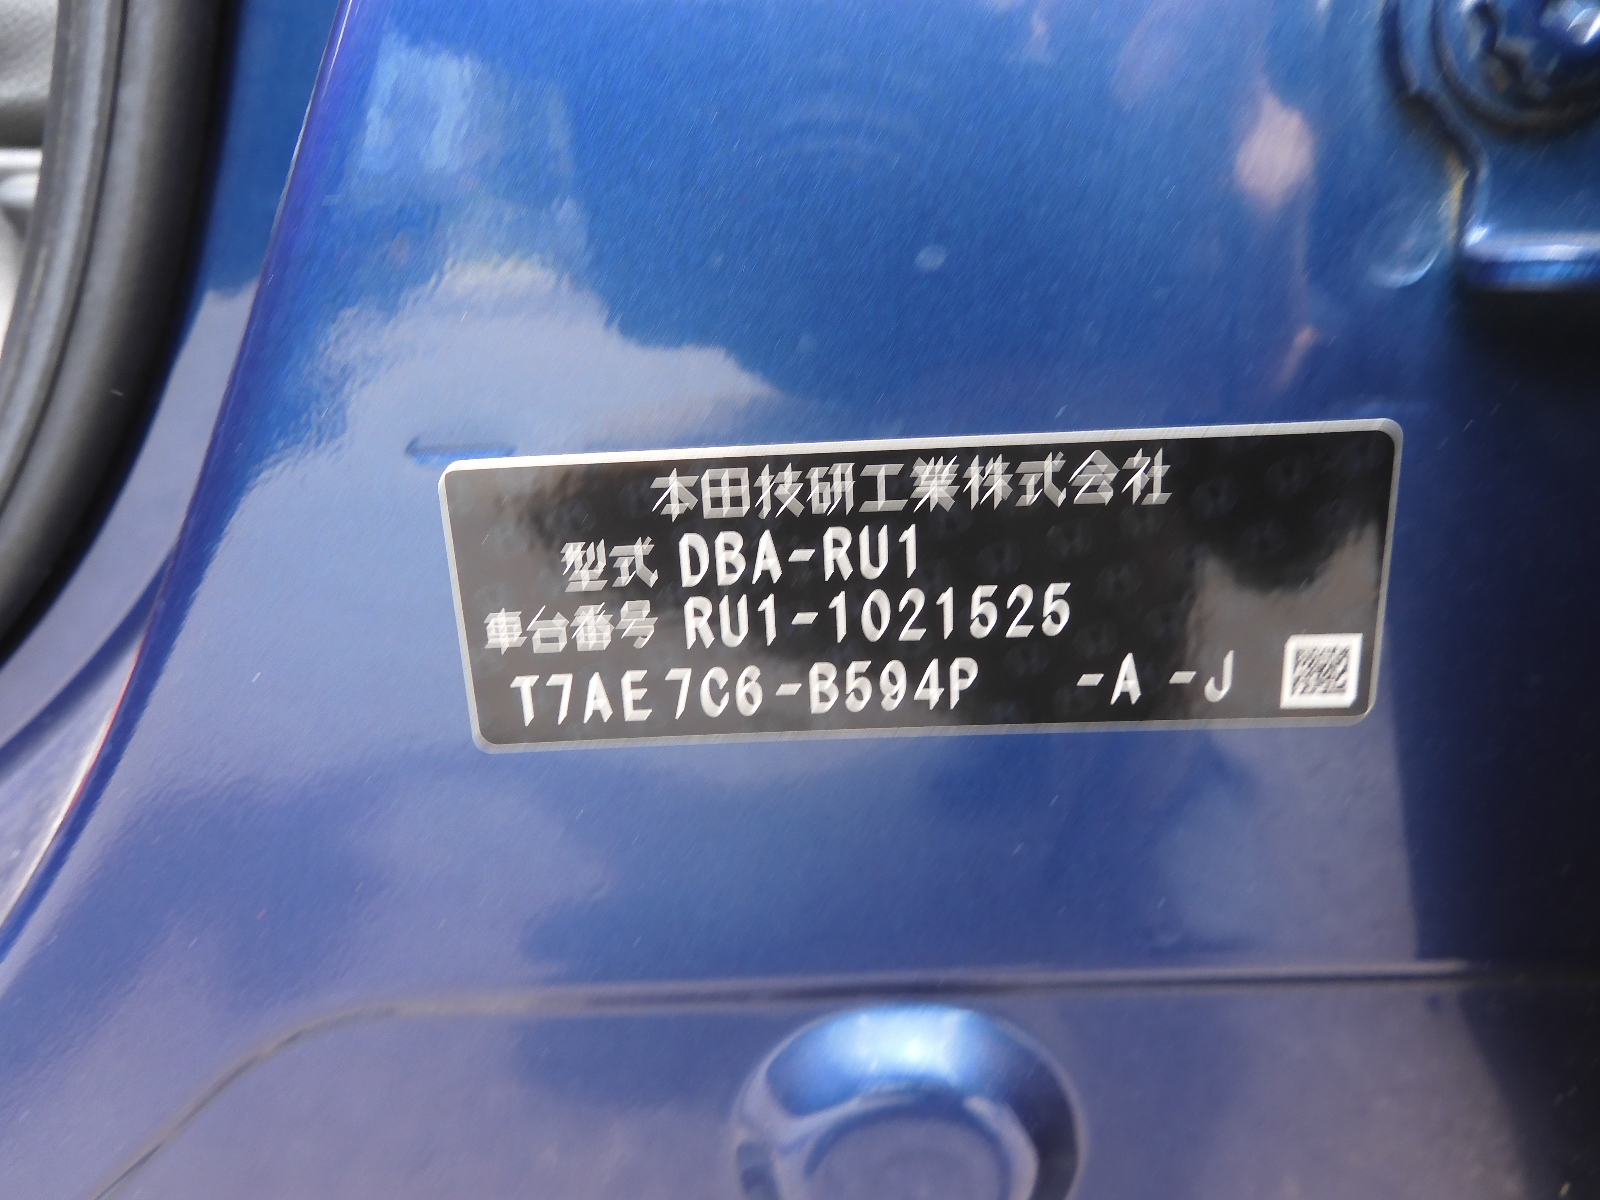 本田技研工業株式会社
型式 DBA-RU1
車台番号 RU1-1021525
T7AE7C6-B594P -A -J